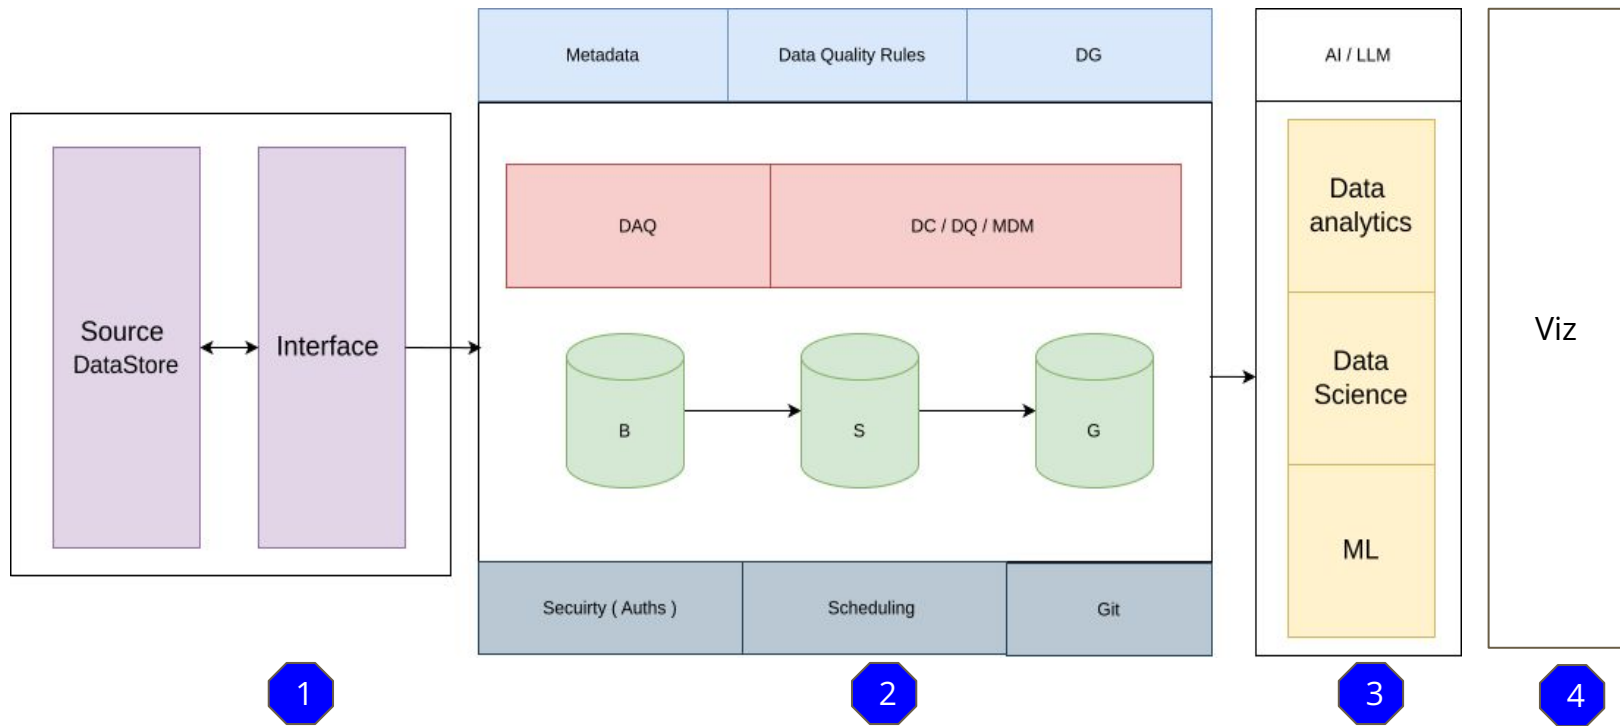 Metadata
Data Quality Rules
DG
AI / LLM
Source
DataStore
Interface
DAQ
DC / DQ / MDM
B
S
G
Data
analytics
Data
Science
ML
Viz
Secuirty ( Auths )
Scheduling
Git
1
2
3
4